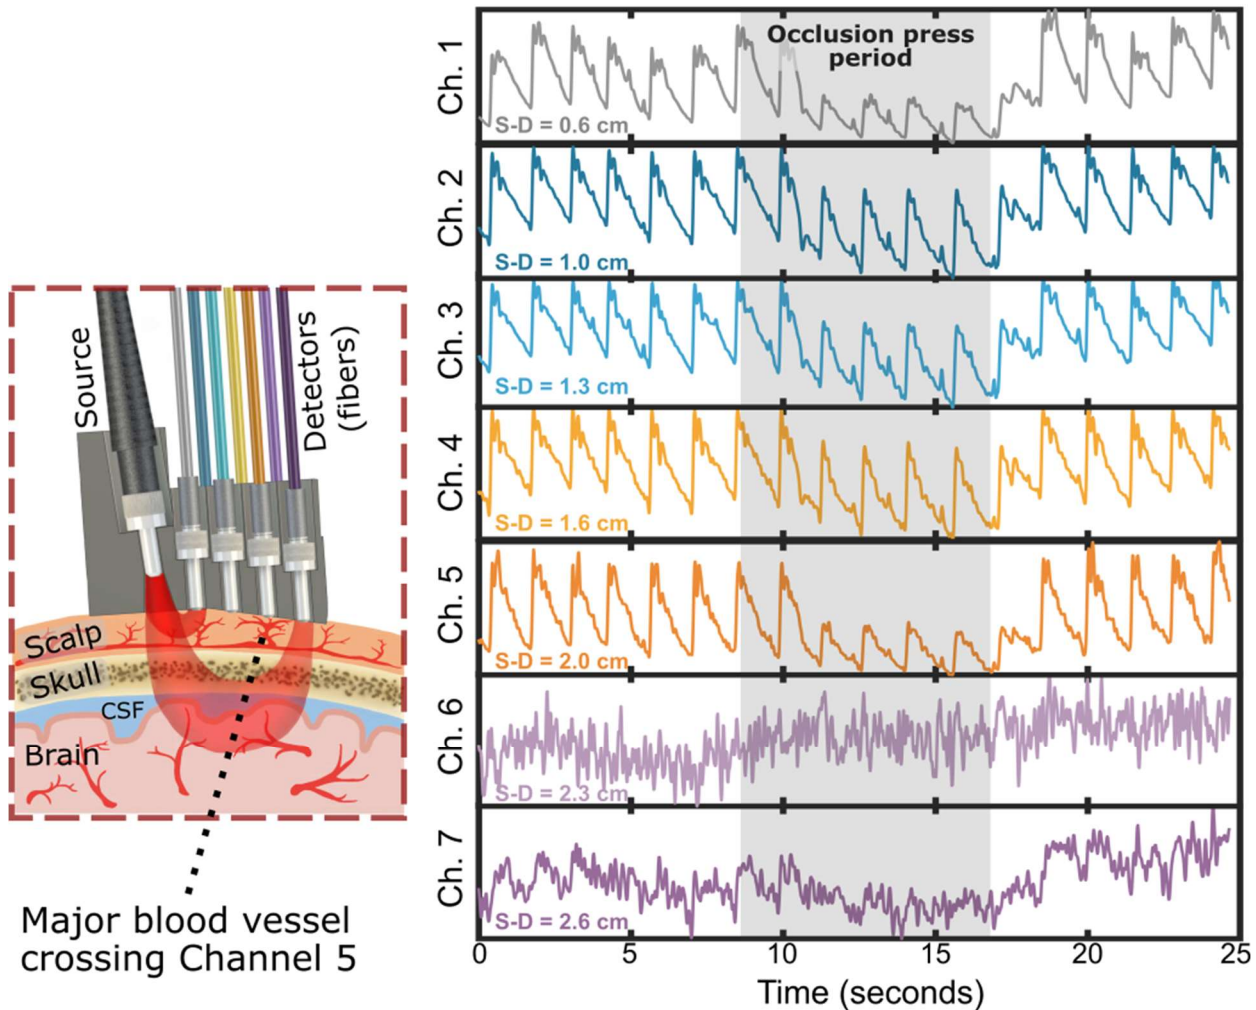 Source
Detectors
(fibers)
Scalp
Skull
CSF
Brain
Major blood vessel
crossing Channel 5
Occlusion press
period
Ch. 1
S-D = 0.6 cm
Ch. 2
S-D = 1.0 cm
Ch. 3
S-D = 1.3 cm
Ch. 4
S-D = 1.6 cm
Ch. 5
S-D = 2.0 cm
Ch. 6
S-D = 2.3 cm
Ch. 7
S-D = 2.6 cm
0 5 10 15 20 25
Time (seconds)